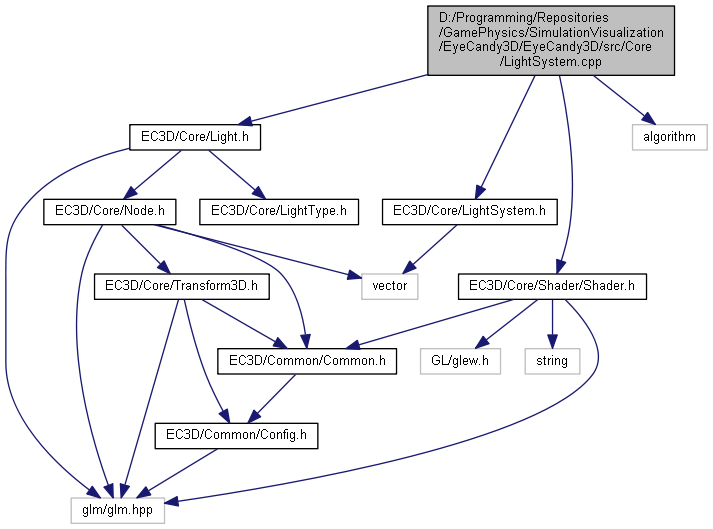 D:/Programming/Repositories
/GamePhysics/SimulationVisualization
/EyeCandy3D/EyeCandy3D/src/Core
/LightSystem.cpp
EC3D/Core/Light.h
algorithm
EC3D/Core/Node.h
EC3D/Core/LightType.h
EC3D/Core/LightSystem.h
EC3D/Core/Transform3D.h
vector
EC3D/Core/Shader/Shader.h
EC3D/Common/Common.h
GL/glew.h
string
EC3D/Common/Config.h
glm/glm.hpp